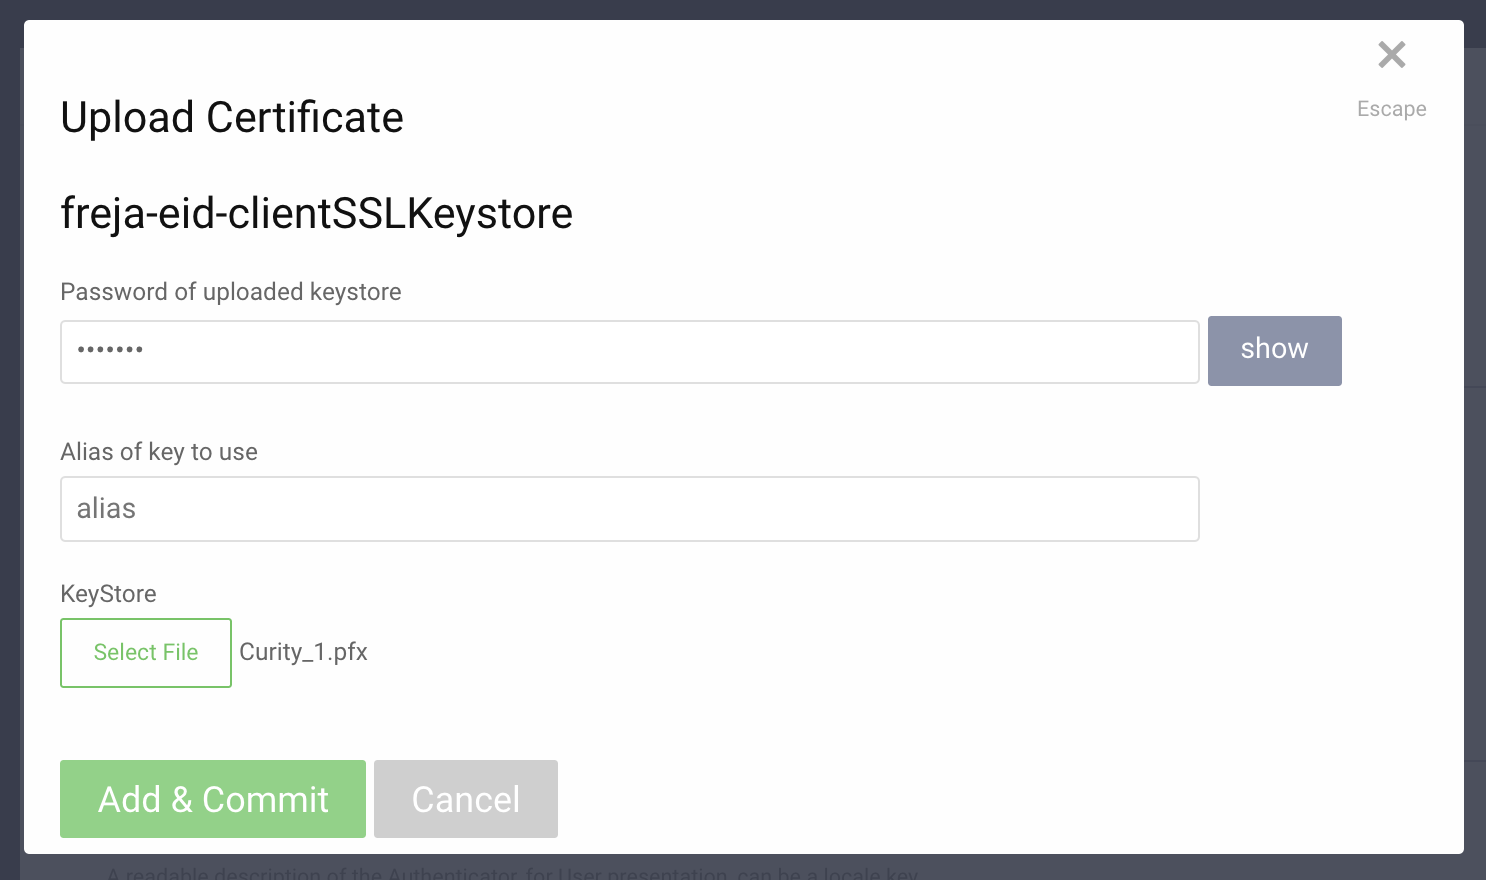 Escape
Upload Certificate
freja-eid-clientSSLKeystore
Password of uploaded keystore
•••••••
show
Alias of key to use
alias
KeyStore
Select File Curity_1.pfx
Add & Commit Cancel
A readable description of the Authenticator, for User presentation, can be a locale key